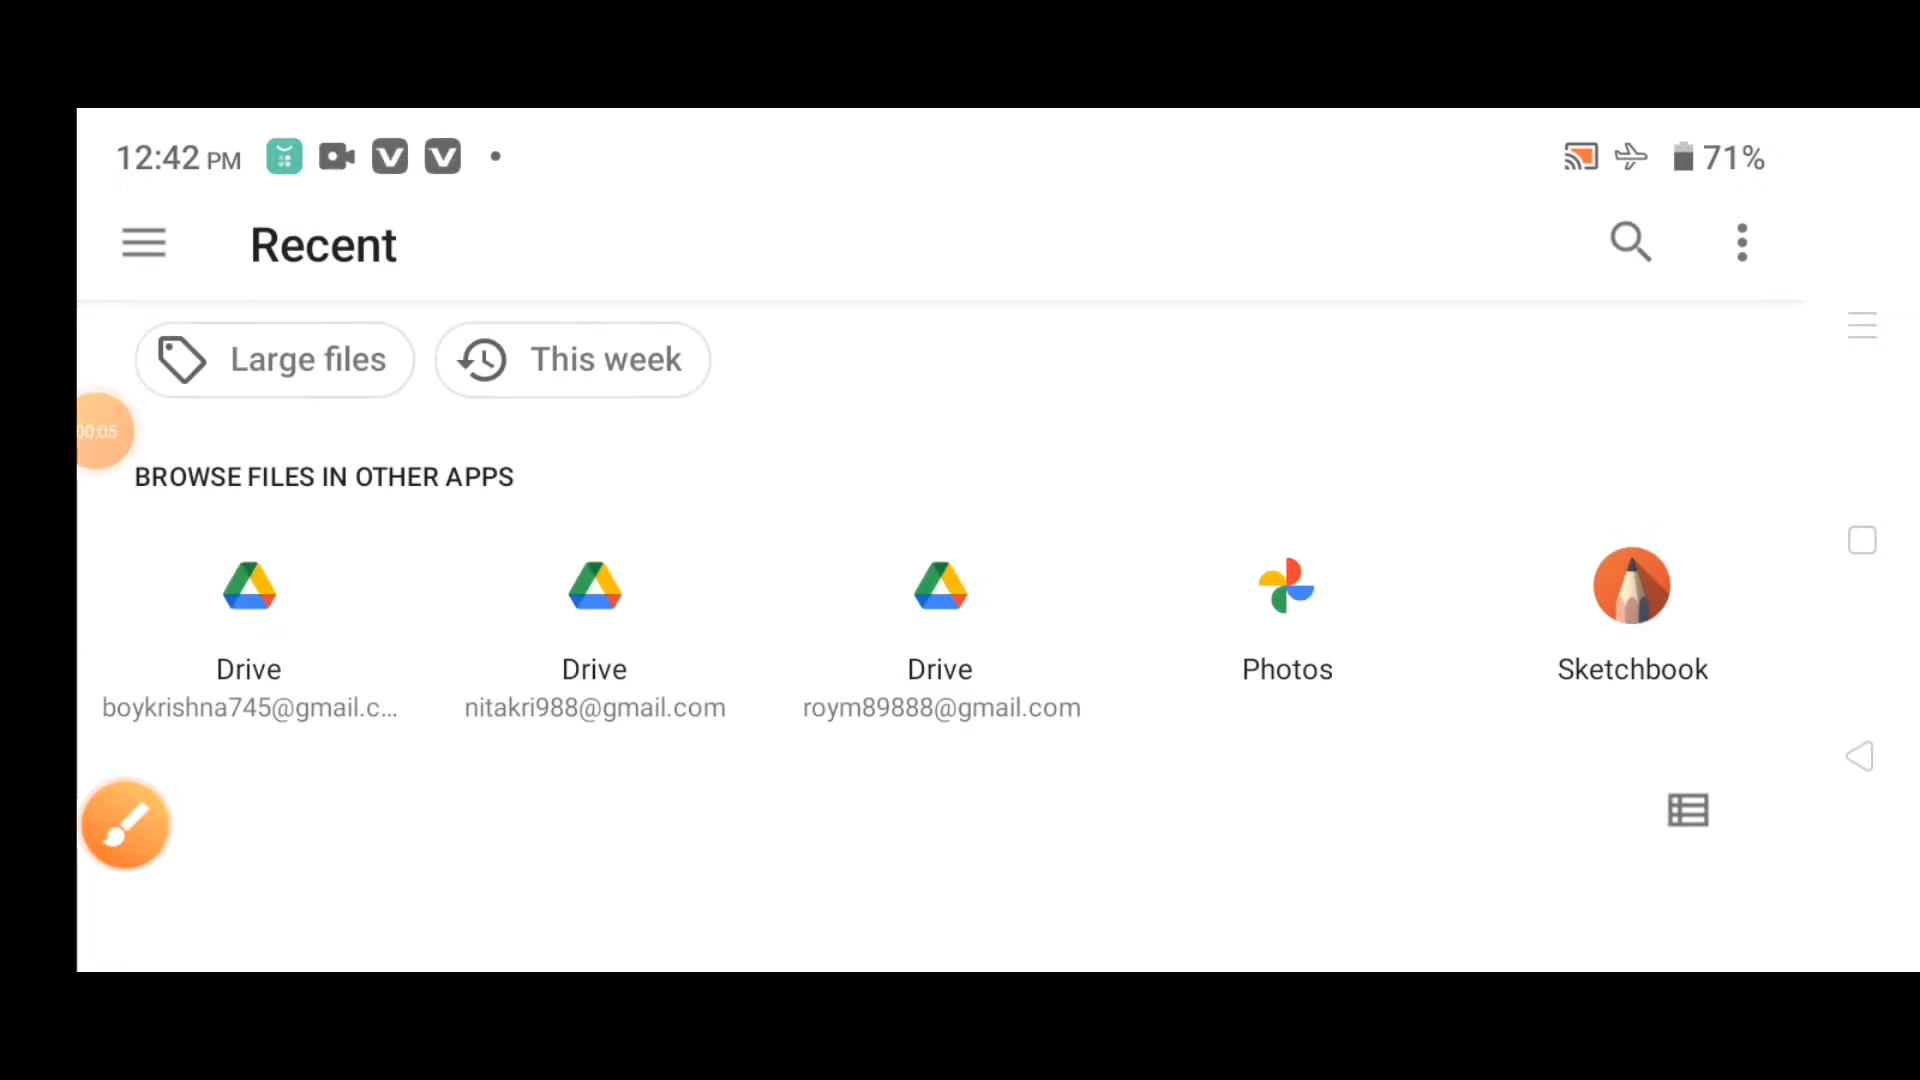 12:42 PM
71%
Recent
Large files
This week
00:05
BROWSE FILES IN OTHER APPS
Drive
boykrishna745@gmail.c...
Drive
nitakri988@gmail.com
Drive
roym89888@gmail.com
Photos
Sketchbook